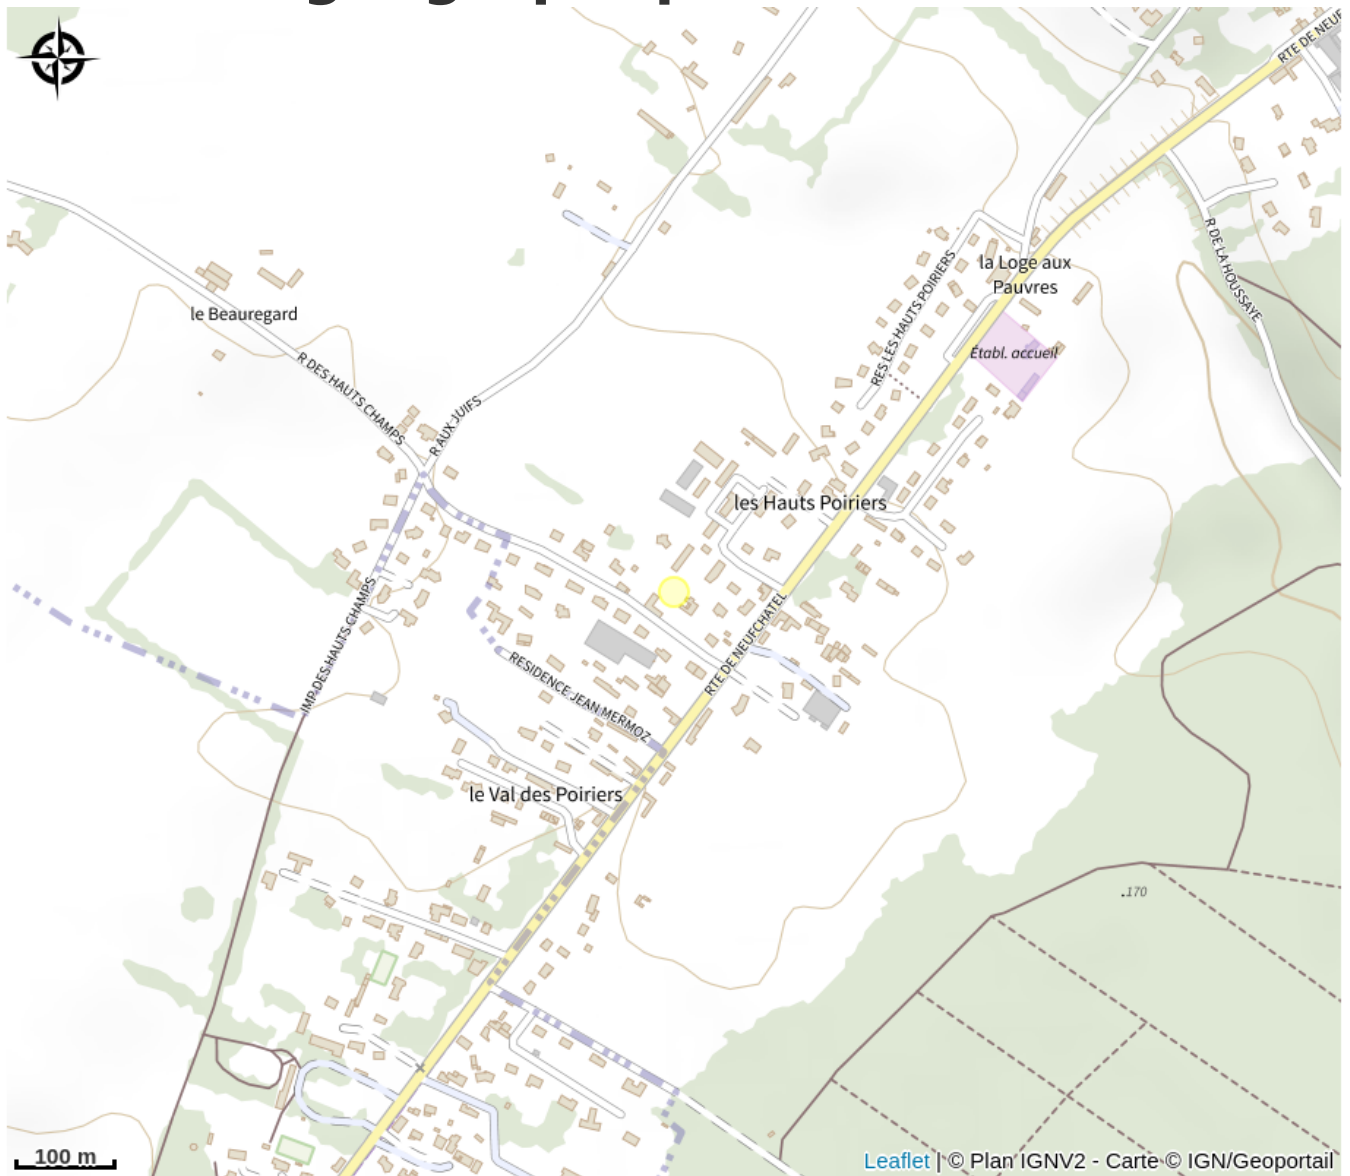 RTE DE NEUF
R DE LA HOUSSAYE
la Loge aux
Pauvres
RES LES HAUTS POIRIERS
le Beauregard
Établ. accueil
R DES HAUTS CHAMPS
R AUX JUIFS
les Hauts Poiriers
IMP DES HAUTS CHAMPS
RTE DE NEUFCHATEL
RESIDENCE JEAN MERMOZ
le Val des Poiriers
.170
100 m
Leaflet | © Plan IGNV2 - Carte © IGN/Geoportail